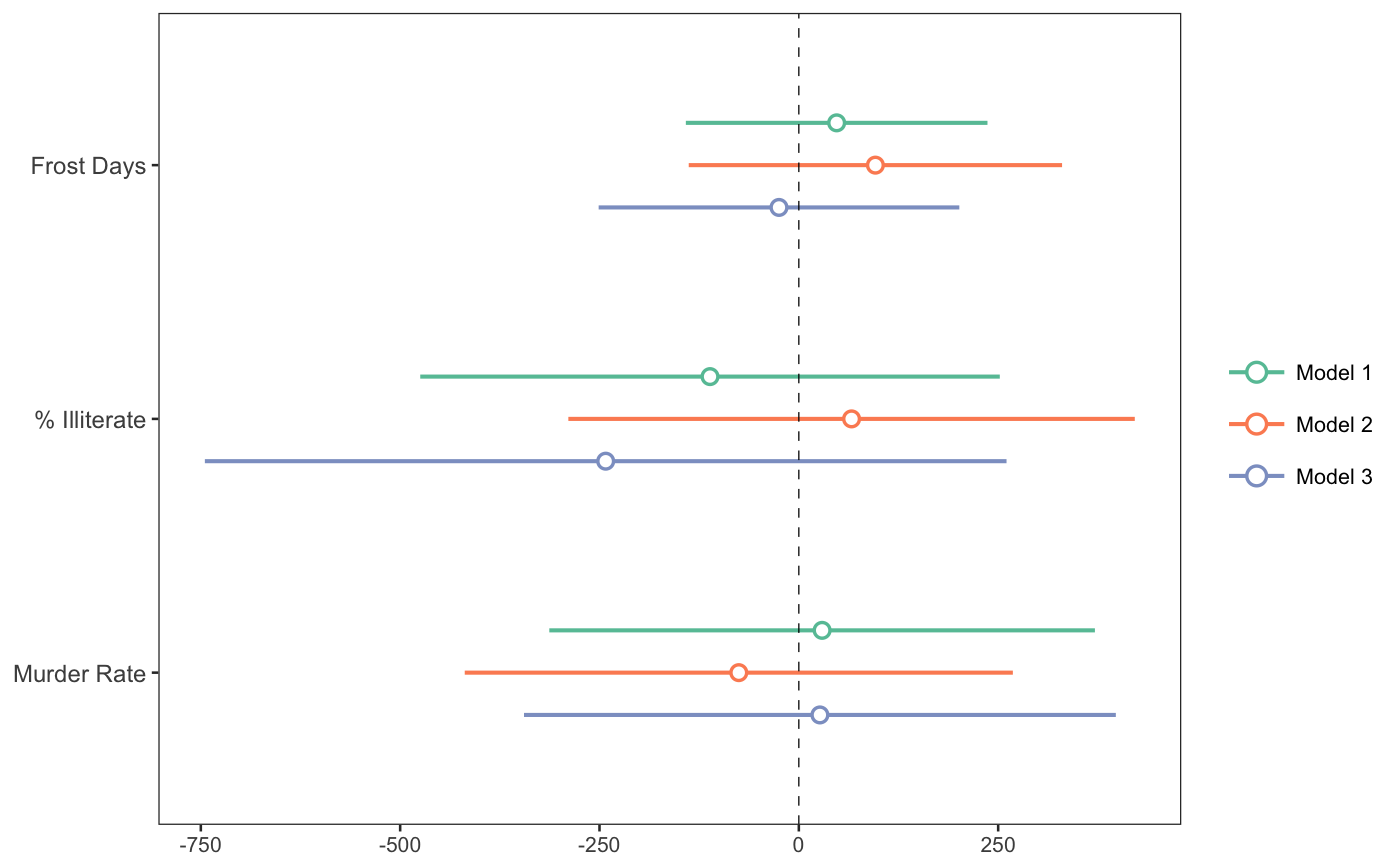 Frost Days
% Illiterate
Murder Rate
-750 -500 -250 0 250
Model 1
Model 2
Model 3